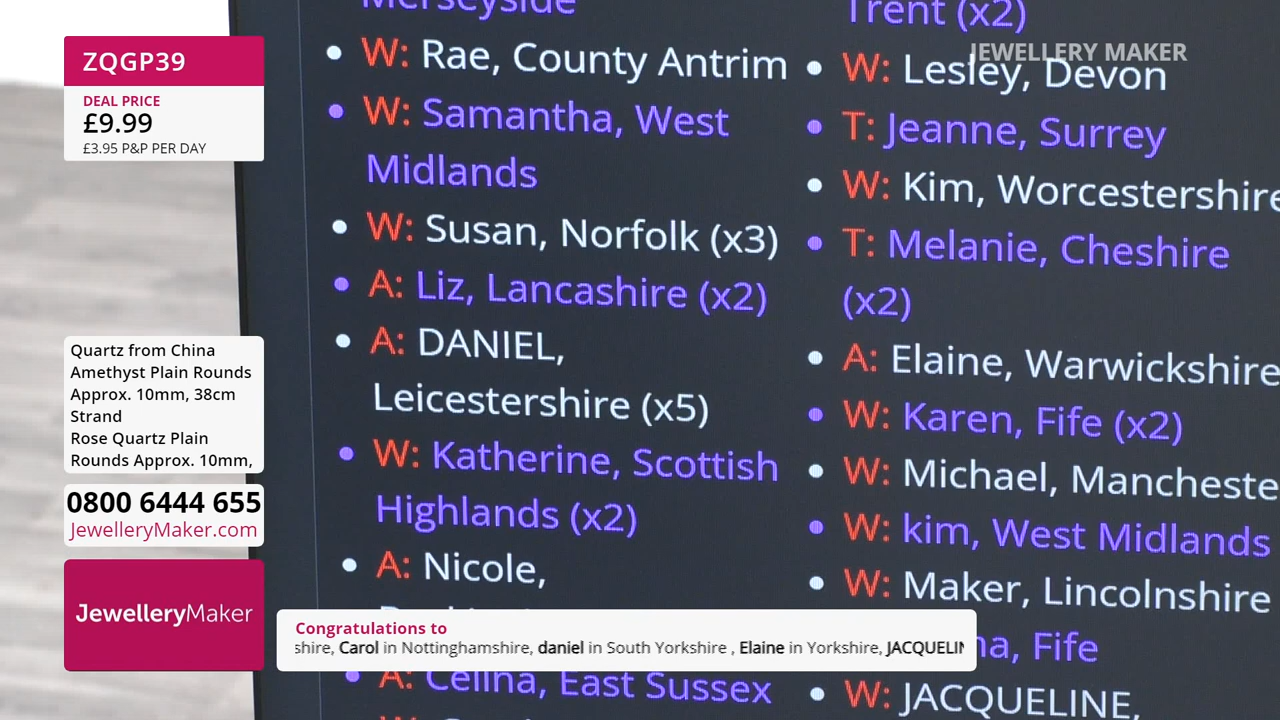 ZQGP39
DEAL PRICE
£9.99
£3.95 P&P PER DAY
Quartz from China
Amethyst Plain Rounds
Approx. 10mm, 38cm
Strand
Rose Quartz Plain
Rounds Approx. 10mm,
0800 6444 655
JewelleryMaker.com
JewelleryMaker
JEWELLERY MAKER
Merseyside
W: Rae, County Antrim
W: Samantha, West
Midlands
W: Susan, Norfolk (x3)
A: Liz, Lancashire (x2)
A: DANIEL,
Leicestershire (x5)
W: Katherine, Scottish
Highlands (x2)
A: Nicole,
A: Celina, East Sussex
Trent (x2)
W: Lesley, Devon
T: Jeanne, Surrey
W: Kim, Worcestershire
T: Melanie, Cheshire
(x2)
A: Elaine, Warwickshire
W: Karen, Fife (x2)
W: Michael, Mancheste
W: kim, West Midlands
W: Maker, Lincolnshire
na, Fife
W: JACQUELINE,
Congratulations to
shire, Carol in Nottinghamshire, daniel in South Yorkshire , Elaine in Yorkshire, JACQUELIN